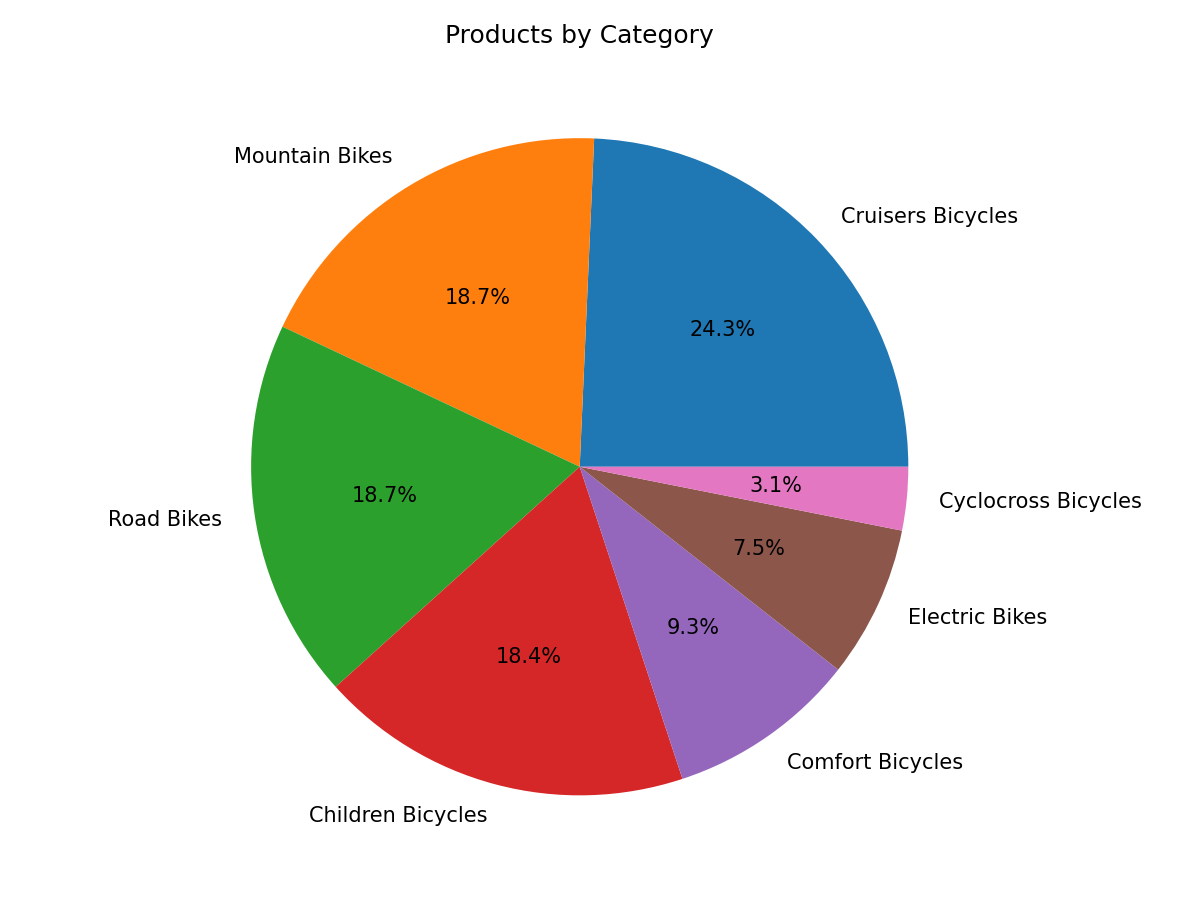 Products by Category
Mountain Bikes
Cruisers Bicycles
18.7%
24.3%
18.7%
3.1%
Cyclocross Bicycles
Road Bikes
7.5%
Electric Bikes
9.3%
18.4%
Comfort Bicycles
Children Bicycles